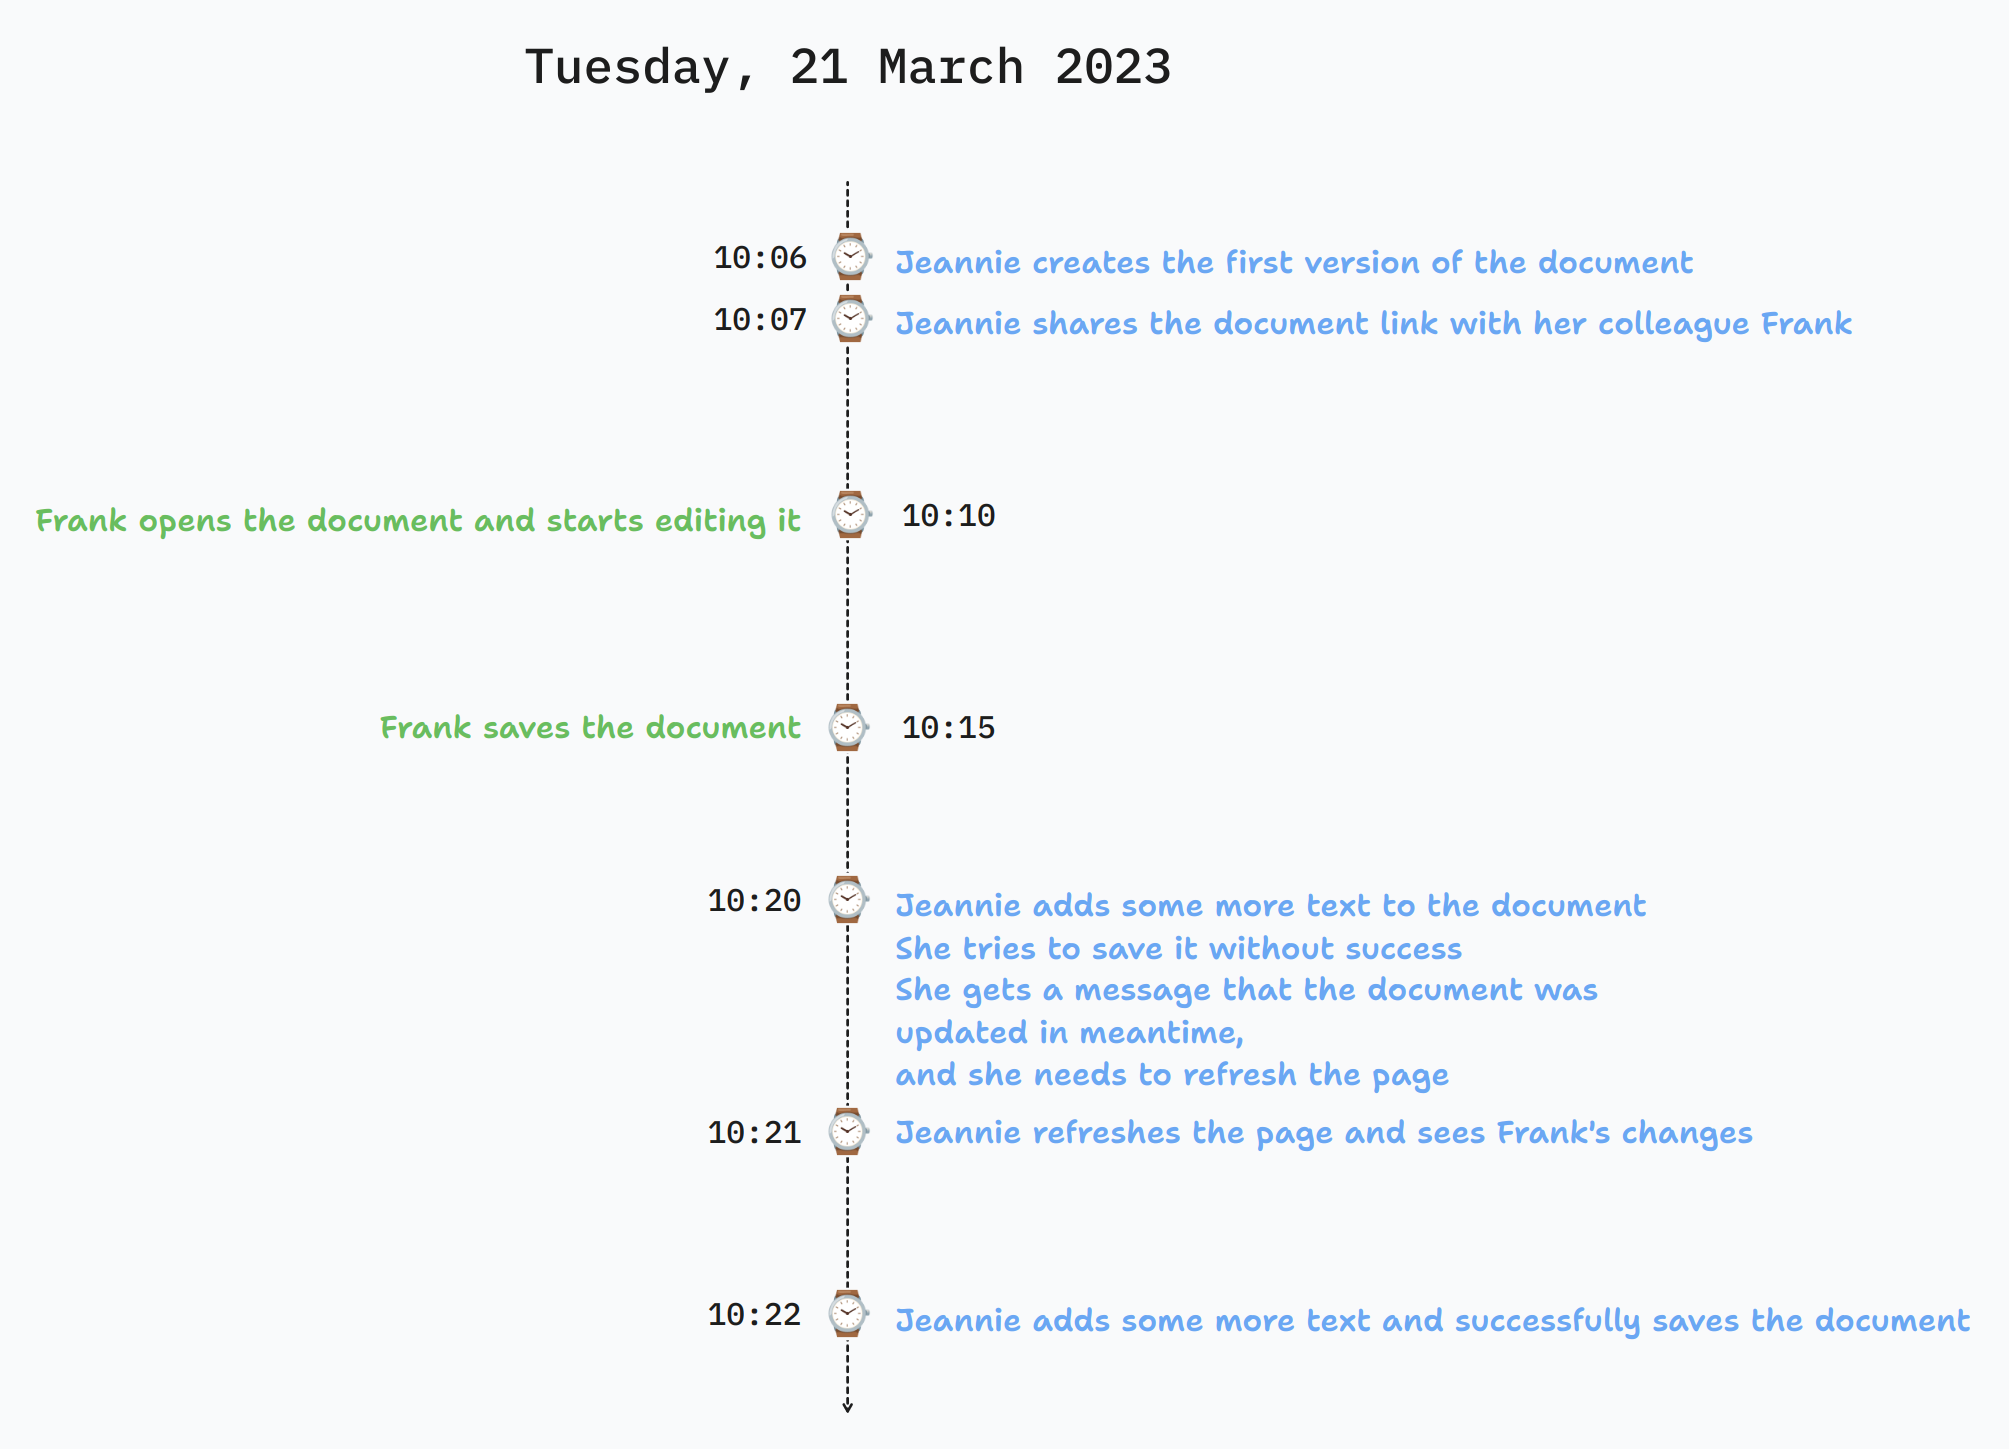 Tuesday, 21 March 2023
10:06 Jeannie creates the first version of the document
10:07 Jeannie shares the document link with her colleague Frank
Frank opens the document and starts editing it 10:10
Frank saves the document 10:15
10:20 Jeannie adds some more text to the document
She tries to save it without success
She gets a message that the document was
updated in meantime,
and she needs to refresh the page
10:21 Jeannie refreshes the page and sees Frank's changes
10:22 Jeannie adds some more text and successfully saves the document